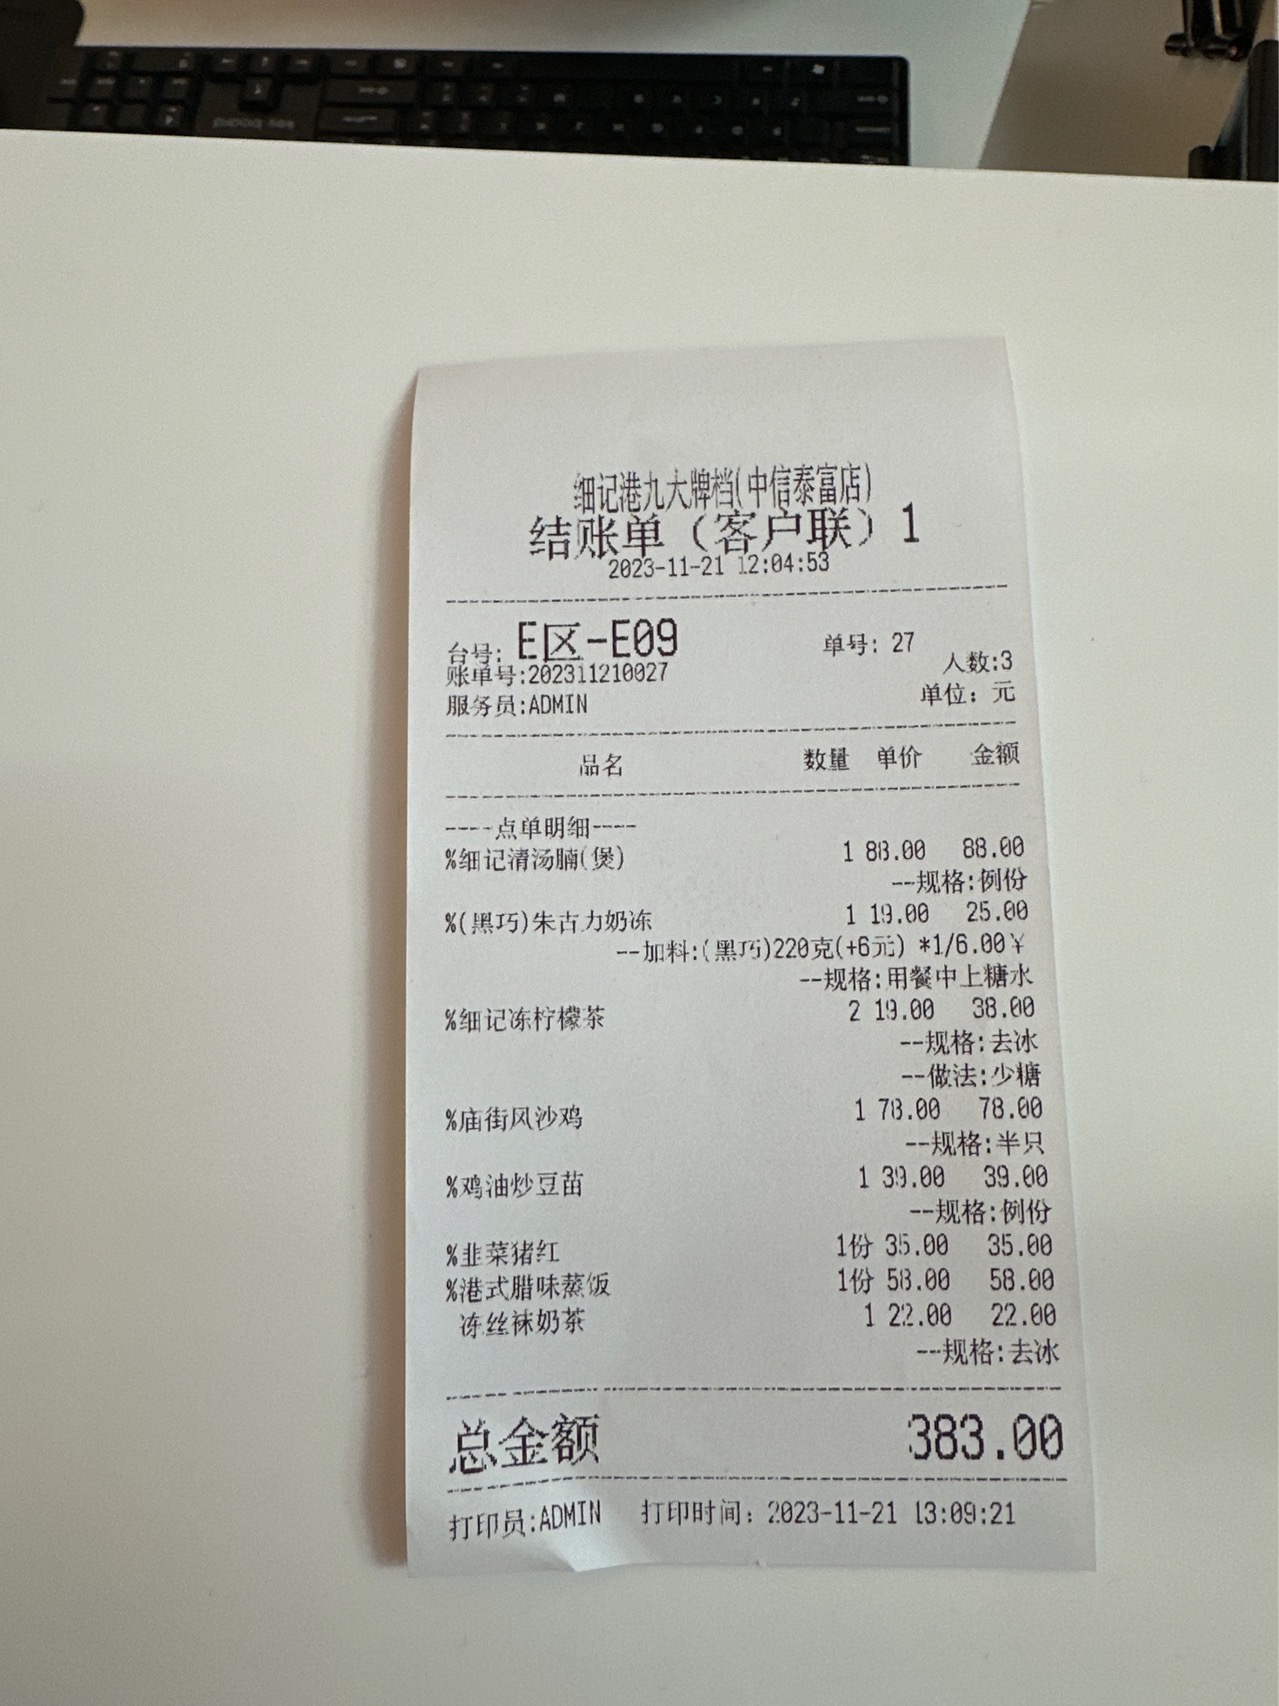 细记港九大牌档(中信泰富店)
结账单（客户联）1
2023-11-21 12:04:53
台号: E区-E09 单号: 27
账单号:202311210027 人数:3
服务员:ADMIN 单位: 元
品名 数量 单价 金额
----点单明细----
%细记清汤腩(煲) 1 88.00 88.00
--规格:例份
%(黑巧)朱古力奶冻 1 19.00 25.00
--加料:(黑巧)220克(+6元) *1/6.00¥
--规格:用餐中上糖水
%细记冻柠檬茶 2 19.00 38.00
--规格:去冰
--做法:少糖
%庙街风沙鸡 1 78.00 78.00
--规格:半只
%鸡油炒豆苗 1 39.00 39.00
--规格:例份
%韭菜猪红 1份 35.00 35.00
%港式腊味蒸饭 1份 58.00 58.00
冻丝袜奶茶 1 22.00 22.00
--规格:去冰
总金额 383.00
打印员:ADMIN 打印时间: 2023-11-21 13:09:21